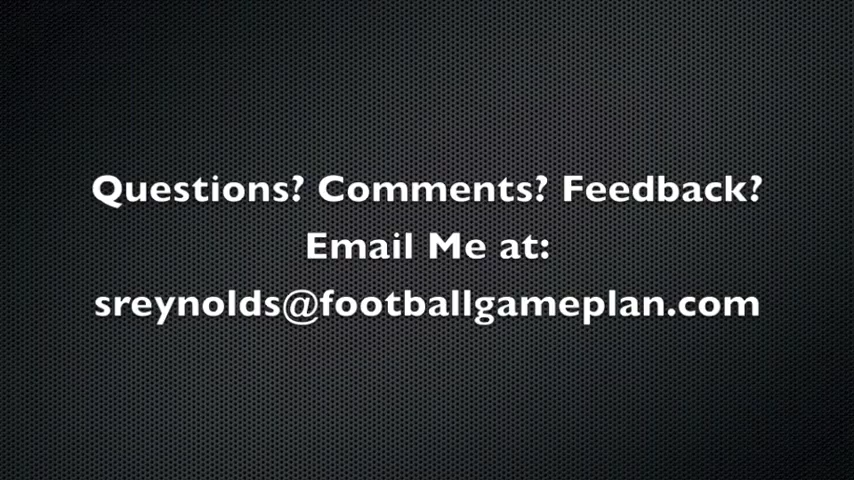 Questions? Comments? Feedback?
Email Me at:
sreynolds@footballgameplan.com